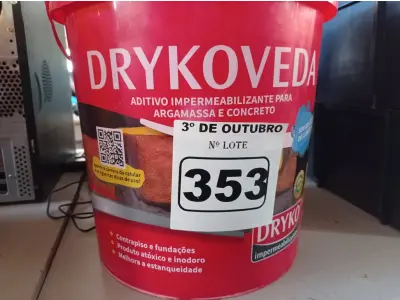 DRYKOVEDA
ADITIVO IMPERMEABILIZANTE PARA
ARGAMASSA E CONCRETO
3º DE OUTUBRO
Nº LOTE
353
DRYKO
impermeabilizantes
• Contrapiso e fundações
• Produto atóxico e inodoro
• Melhora a estanqueidade